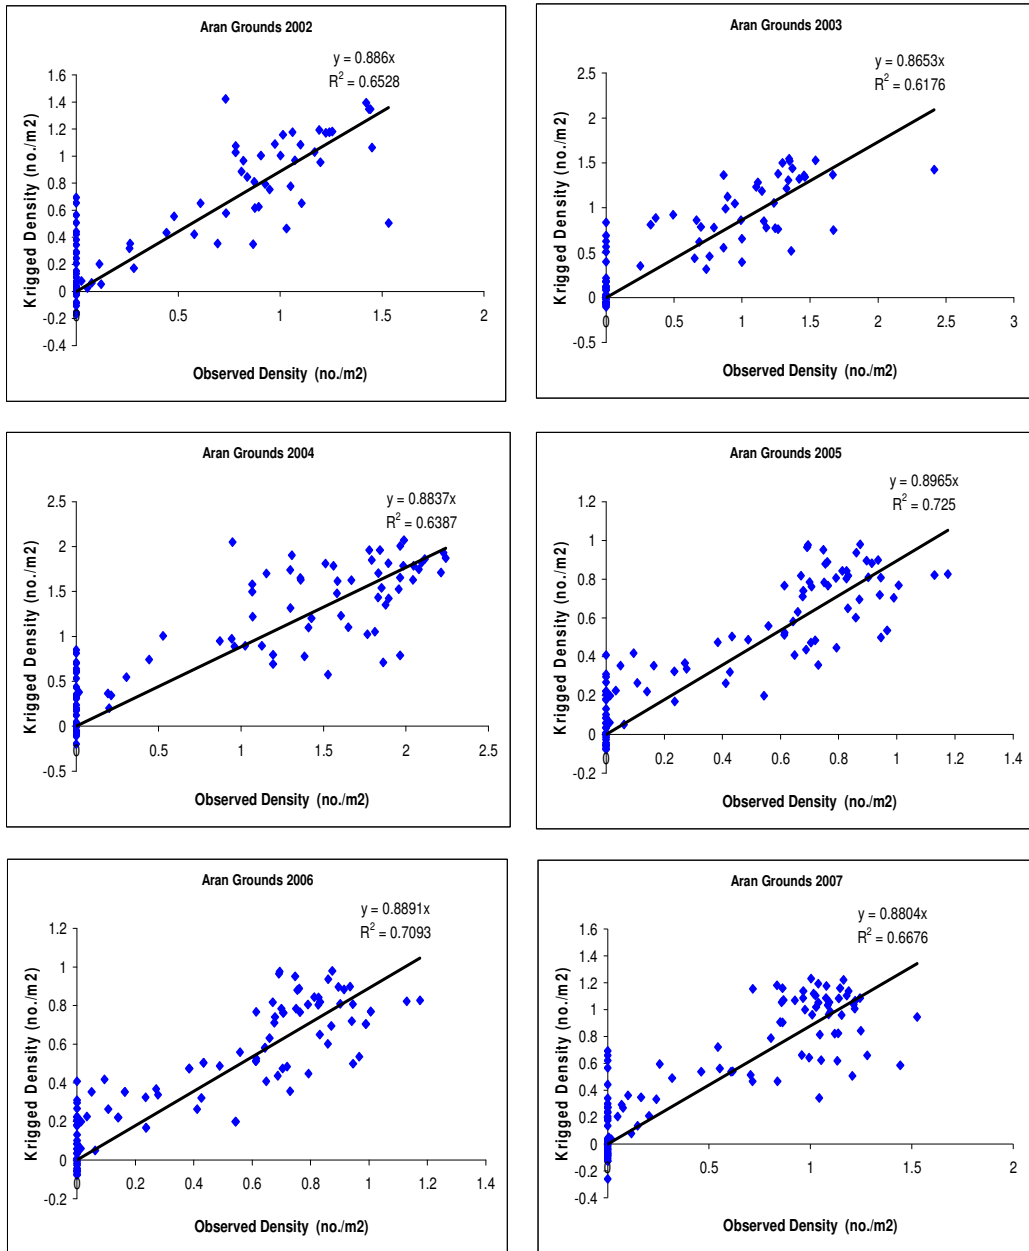 Aran Grounds 2002
y = 0.886x
R² = 0.6528
1.6
1.4
1.2
1
0.8
0.6
0.4
0.2
0
-0.2
-0.4
0 0.5 1 1.5 2
Krigged Density (no./m2)
Observed Density (no./m2)
Aran Grounds 2003
y = 0.8653x
R² = 0.6176
2.5
2
1.5
1
0.5
0
-0.5
0 0.5 1 1.5 2 2.5 3
Krigged Density (no./m2)
Observed Density (no./m2)
Aran Grounds 2004
y = 0.8837x
R² = 0.6387
2.5
2
1.5
1
0.5
0
-0.5
0 0.5 1 1.5 2 2.5
Krigged Density (no./m2)
Observed Density (no./m2)
Aran Grounds 2005
y = 0.8965x
R² = 0.725
1.2
1
0.8
0.6
0.4
0.2
0
-0.2
0 0.2 0.4 0.6 0.8 1 1.2 1.4
Krigged Density (no./m2)
Observed Density (no./m2)
Aran Grounds 2006
y = 0.8891x
R² = 0.7093
1.2
1
0.8
0.6
0.4
0.2
0
-0.2
0 0.2 0.4 0.6 0.8 1 1.2 1.4
Krigged Density (no./m2)
Observed Density (no./m2)
Aran Grounds 2007
y = 0.8804x
R² = 0.6676
1.6
1.4
1.2
1
0.8
0.6
0.4
0.2
0
-0.2
-0.4
0 0.5 1 1.5 2
Krigged Density (no./m2)
Observed Density (no./m2)